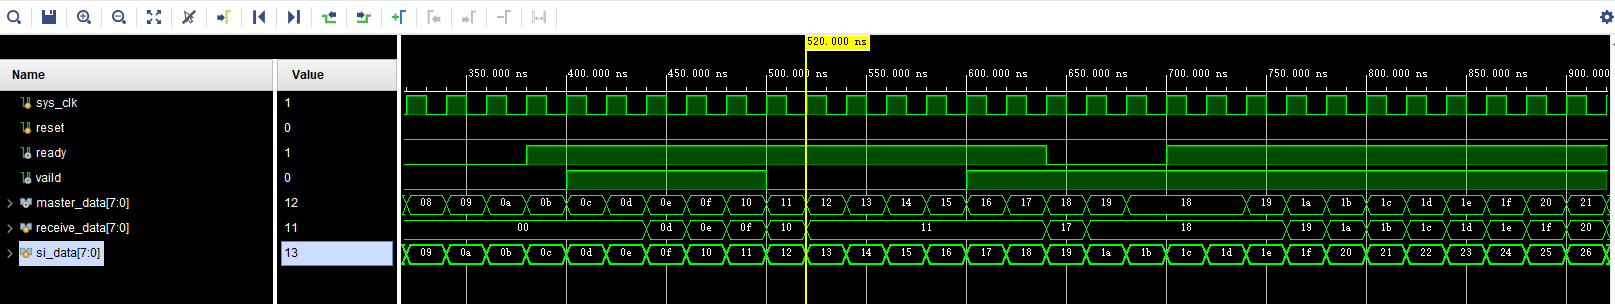 520.000 ns
Name Value 350.000 ns 400.000 ns 450.000 ns 500.000 ns 550.000 ns 600.000 ns 650.000 ns 700.000 ns 750.000 ns 800.000 ns 850.000 ns 900.000
sys_clk 1
reset 0
ready 1
vaild 0
master_data[7:0] 12 08 09 0a 0b 0c 0d 0e 0f 10 11 12 13 14 15 16 17 18 19 18 19 1a 1b 1c 1d 1e 1f 20 21
receive_data[7:0] 11 00 0d 0e 0f 10 11 17 18 19 1a 1b 1c 1d 1e 1f 20
si_data[7:0] 13 09 0a 0b 0c 0d 0e 0f 10 11 12 13 14 15 16 17 18 19 1a 1b 1c 1d 1e 1f 20 21 22 23 24 25 26